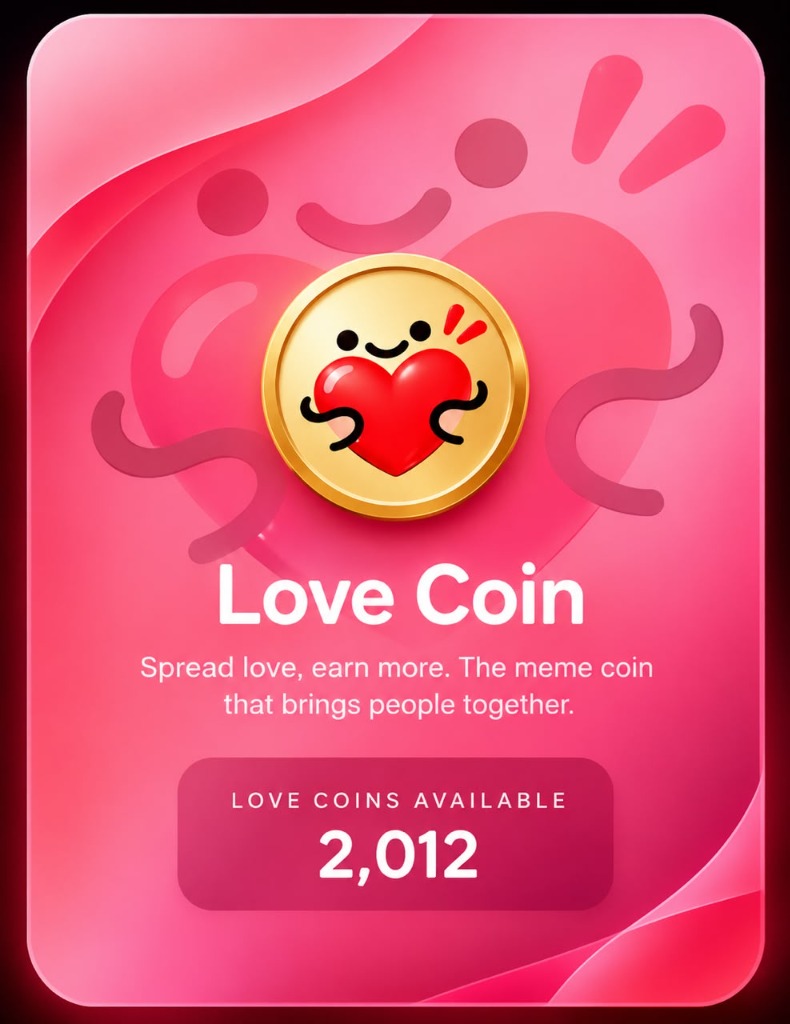 Love Coin
Spread love, earn more. The meme coin
that brings people together.
LOVE COINS AVAILABLE
2,012